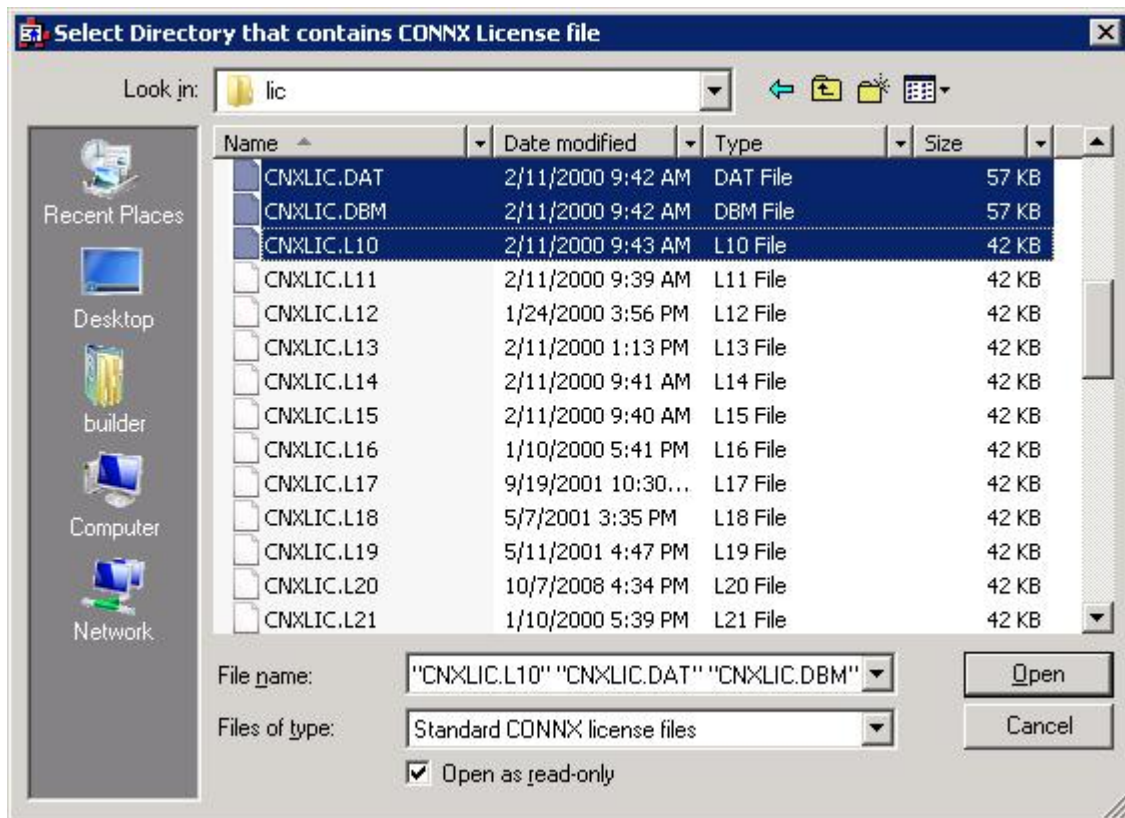 Select Directory that contains CONNX License file
Look in: lic
Name Date modified Type Size
CNXLIC.DAT 2/11/2000 9:42 AM DAT File 57 KB
CNXLIC.DBM 2/11/2000 9:42 AM DBM File 57 KB
CNXLIC.L10 2/11/2000 9:43 AM L10 File 42 KB
CNXLIC.L11 2/11/2000 9:39 AM L11 File 42 KB
CNXLIC.L12 1/24/2000 3:56 PM L12 File 42 KB
CNXLIC.L13 2/11/2000 1:13 PM L13 File 42 KB
CNXLIC.L14 2/11/2000 9:41 AM L14 File 42 KB
CNXLIC.L15 2/11/2000 9:40 AM L15 File 42 KB
CNXLIC.L16 1/10/2000 5:41 PM L16 File 42 KB
CNXLIC.L17 9/19/2001 10:30... L17 File 42 KB
CNXLIC.L18 5/7/2001 3:35 PM L18 File 42 KB
CNXLIC.L19 5/11/2001 4:47 PM L19 File 42 KB
CNXLIC.L20 10/7/2008 4:34 PM L20 File 42 KB
CNXLIC.L21 1/10/2000 5:39 PM L21 File 42 KB
Recent Places
Desktop
builder
Computer
Network
File name: "CNXLIC.L10" "CNXLIC.DAT" "CNXLIC.DBM" Open
Files of type: Standard CONNX license files Cancel
Open as read-only